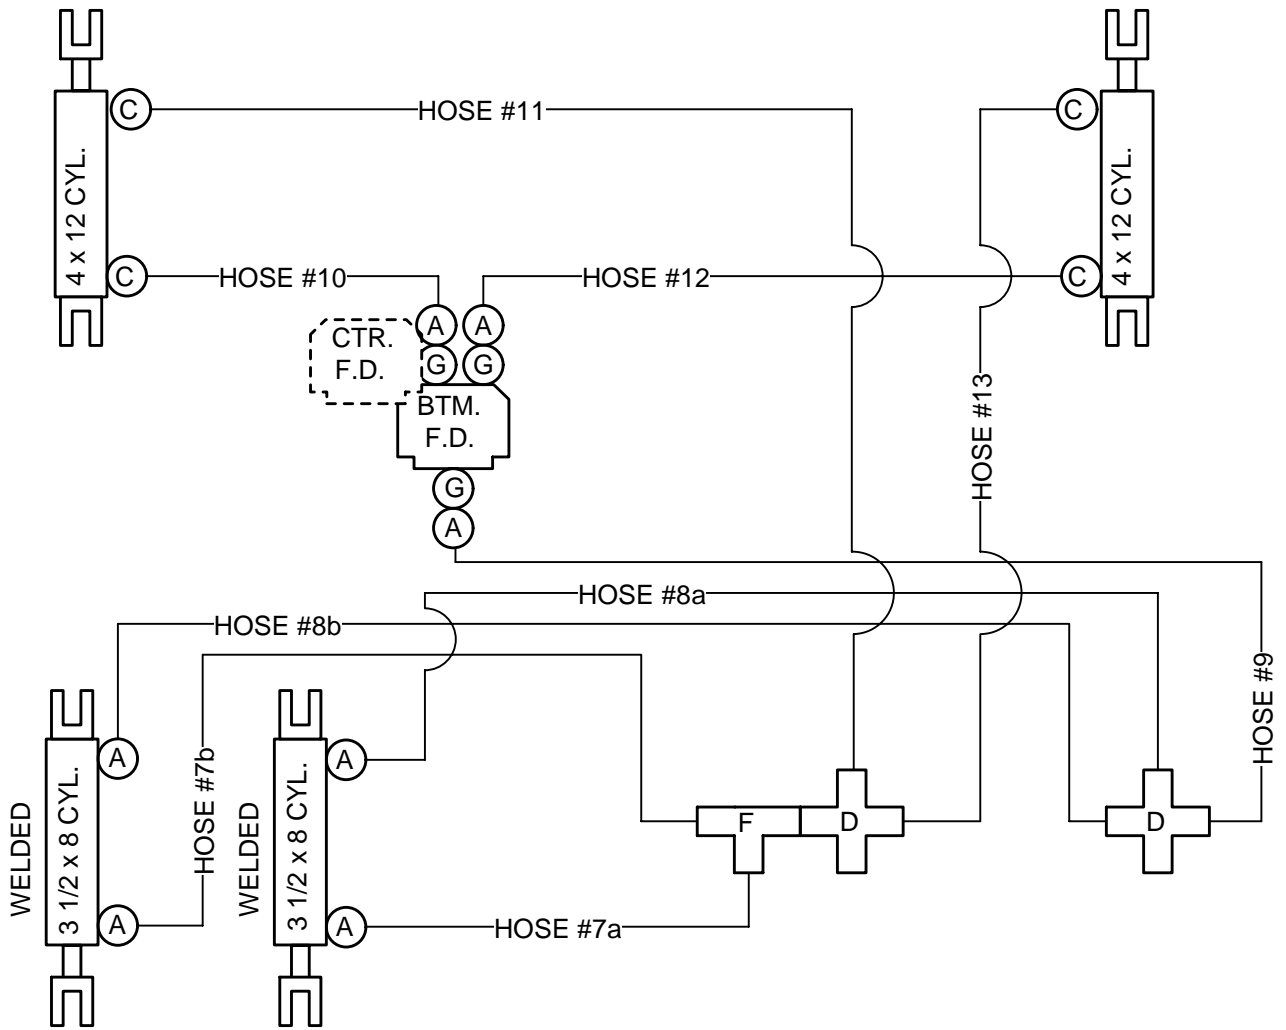 C
HOSE #11
C
4 x 12 CYL.
4 x 12 CYL.
C
HOSE #10
HOSE #12
C
A
A
CTR.
F.D.
G
G
BTM.
F.D.
HOSE #13
G
A
HOSE #8a
HOSE #8b
HOSE #9
A
A
WELDED
3 1/2 x 8 CYL.
HOSE #7b
WELDED
3 1/2 x 8 CYL.
F
D
D
A
A
HOSE #7a